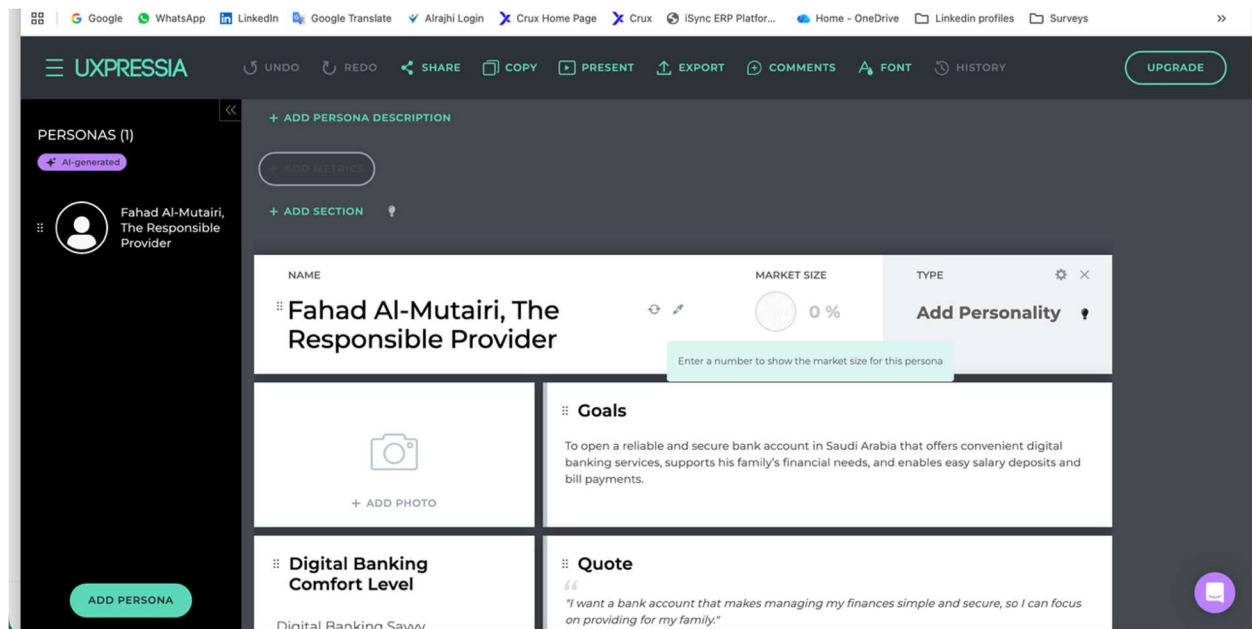 Google WhatsApp LinkedIn Google Translate Alrajhi Login Crux Home Page Crux iSync ERP Platfor... Home - OneDrive Linkedin profiles Surveys »
UXPRESSIA UNDO REDO SHARE COPY PRESENT EXPORT COMMENTS FONT HISTORY UPGRADE
PERSONAS (1)
AI-generated
Fahad Al-Mutairi,
The Responsible
Provider
ADD PERSONA
+ ADD PERSONA DESCRIPTION
+ ADD METRICS
+ ADD SECTION
NAME
Fahad Al-Mutairi, The
Responsible Provider
MARKET SIZE
0 %
TYPE
Add Personality
Enter a number to show the market size for this persona
+ ADD PHOTO
Goals
To open a reliable and secure bank account in Saudi Arabia that offers convenient digital
banking services, supports his family's financial needs, and enables easy salary deposits and
bill payments.
Digital Banking
Comfort Level
Digital Banking Savvy
Quote
"I want a bank account that makes managing my finances simple and secure, so I can focus
on providing for my family."